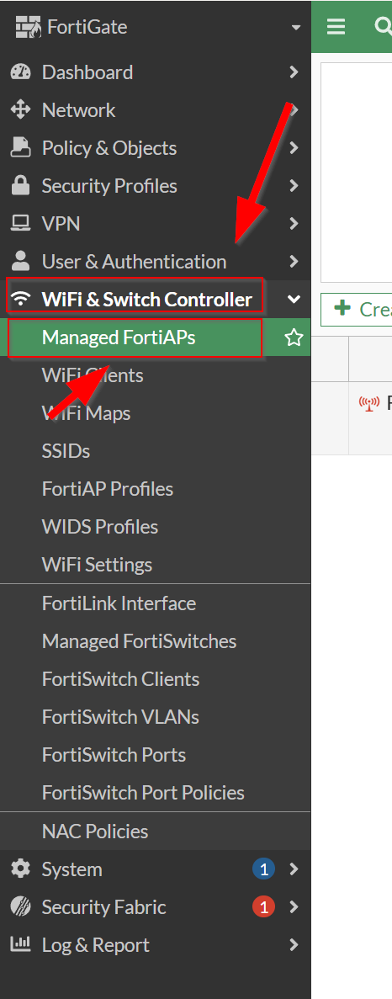 FortiGate
Dashboard
Network
Policy & Objects
Security Profiles
VPN
User & Authentication
WiFi & Switch Controller
Managed FortiAPs
WiFi Clients
WiFi Maps
SSIDs
FortiAP Profiles
WIDS Profiles
WiFi Settings
FortiLink Interface
Managed FortiSwitches
FortiSwitch Clients
FortiSwitch VLANs
FortiSwitch Ports
FortiSwitch Port Policies
NAC Policies
System 1
Security Fabric 1
Log & Report